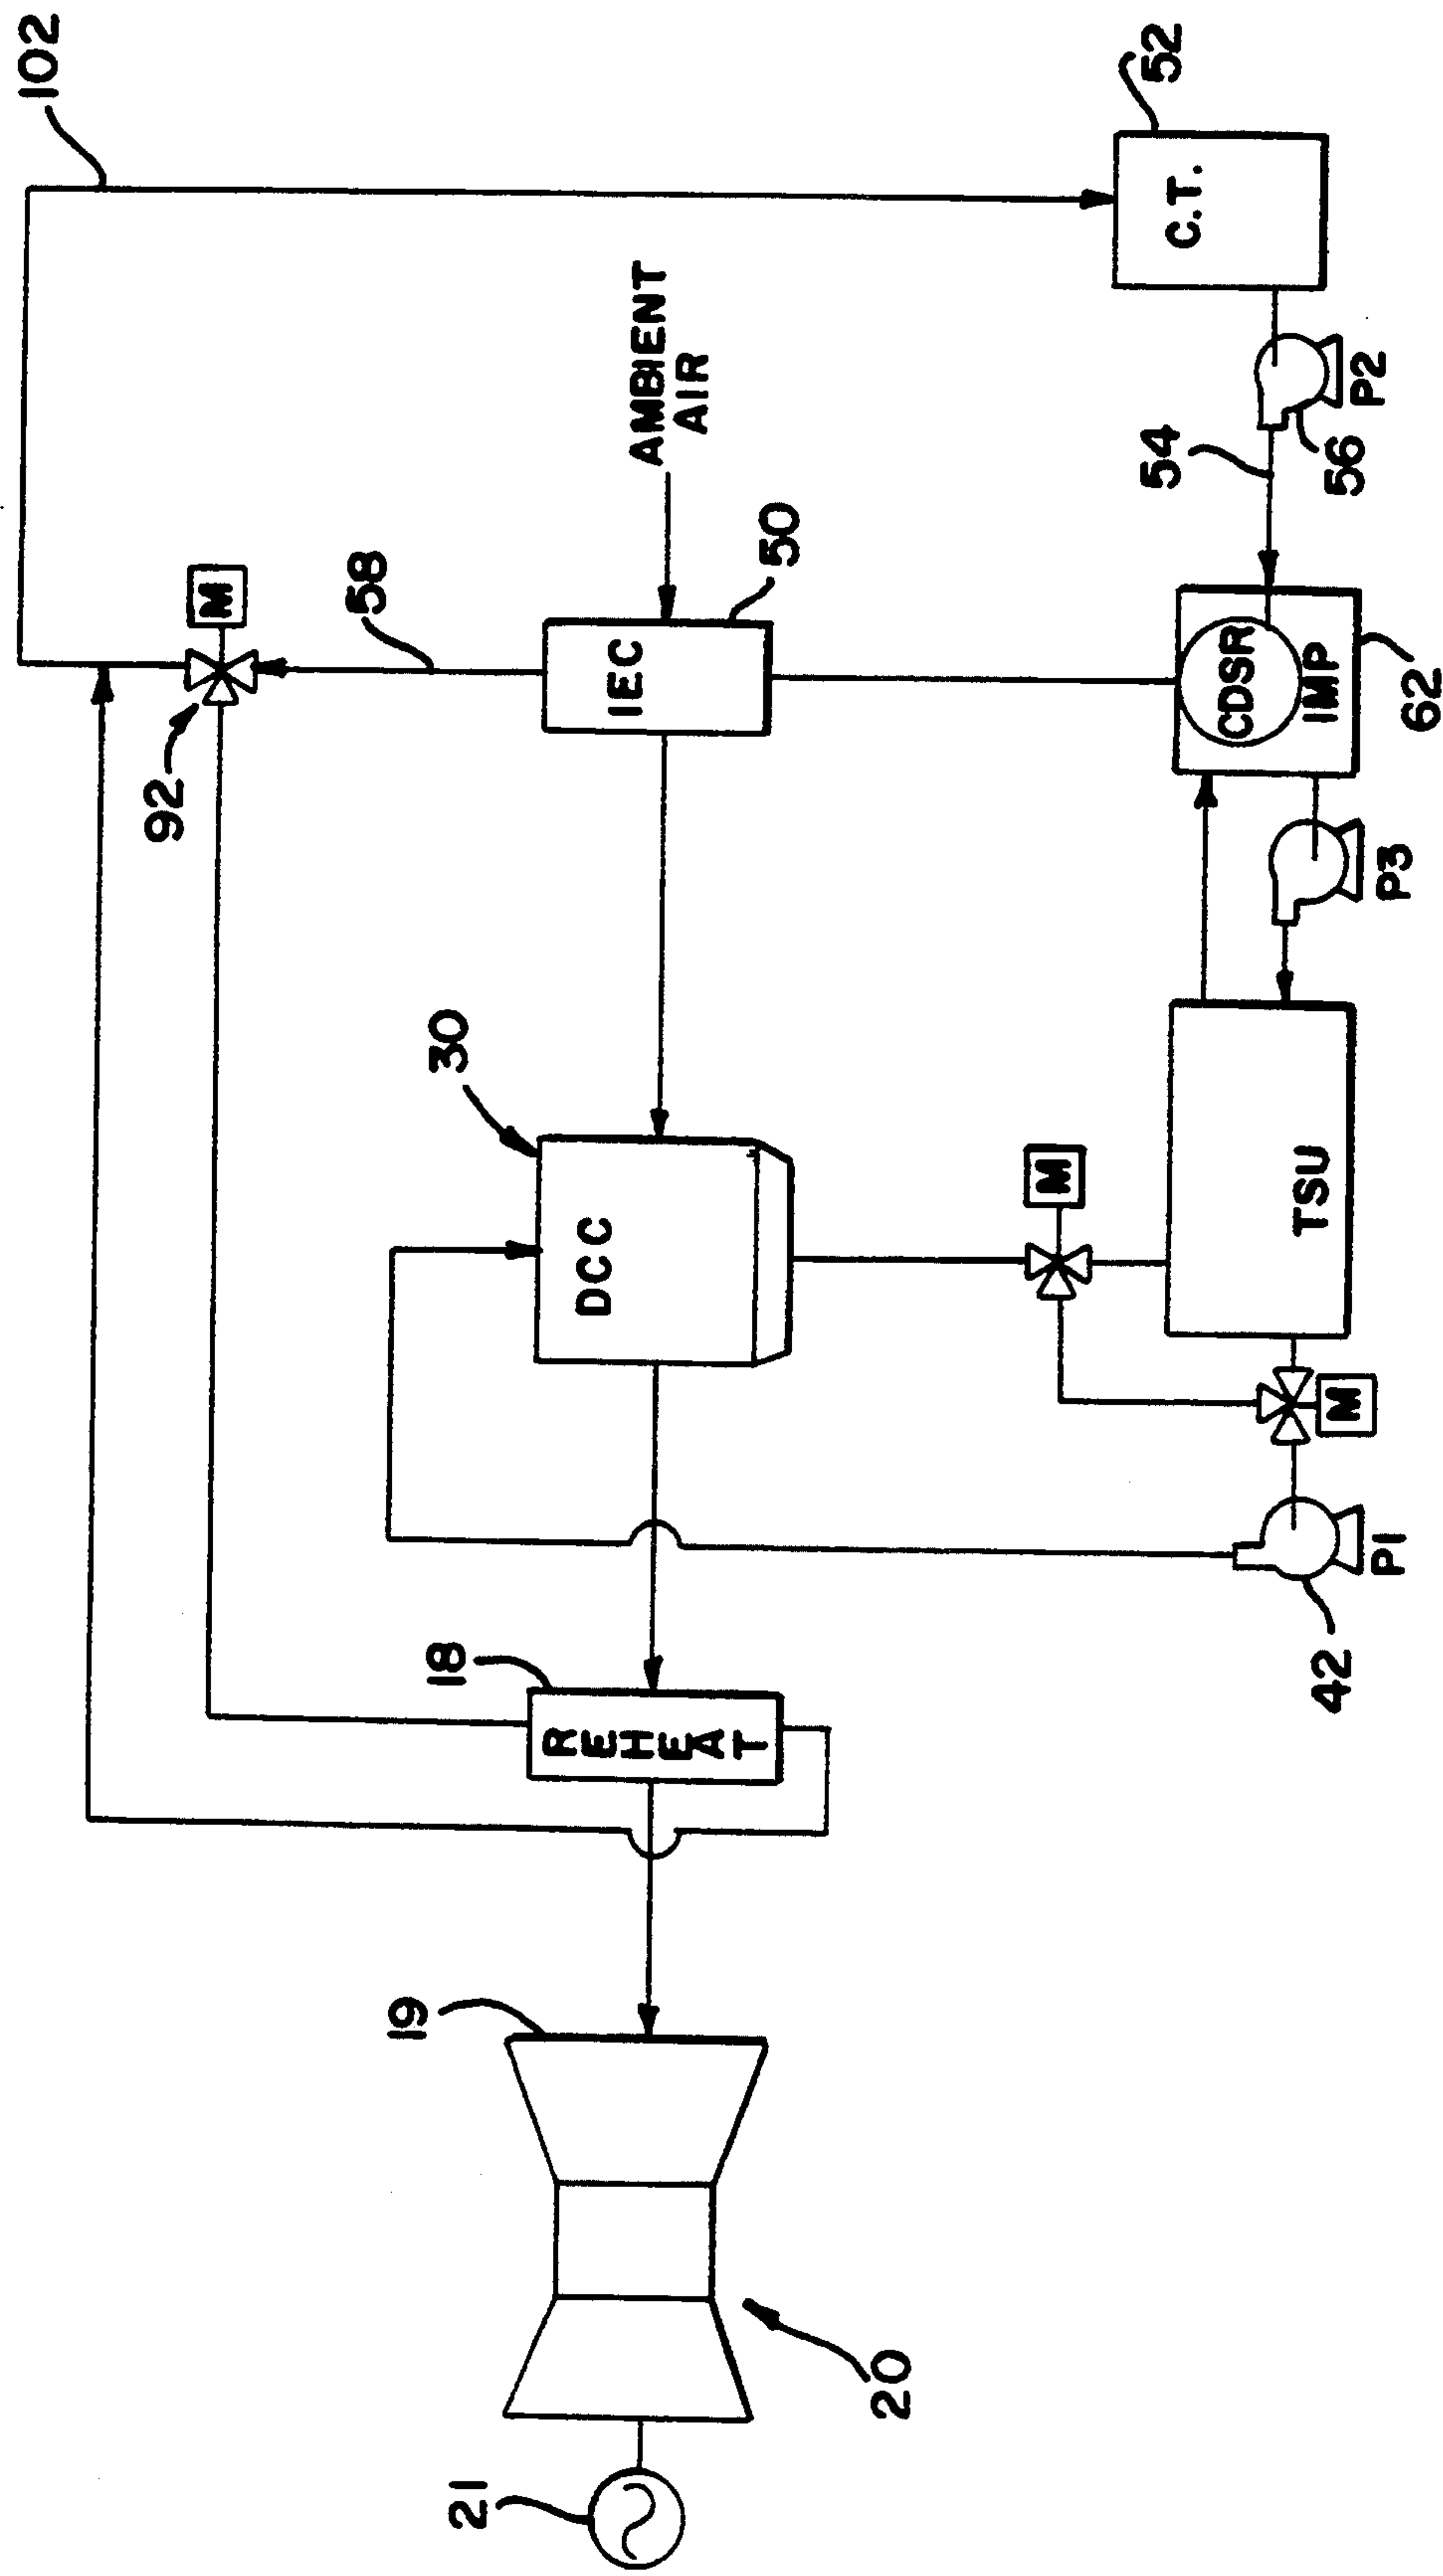 102
52
C.T.
P2
56
54
AMBIENT
AIR
M
58
50
IEC
92
CDSR
IMP
62
P3
30
DCC
M
TSU
M
P1
42
18
REHEAT
19
20
21